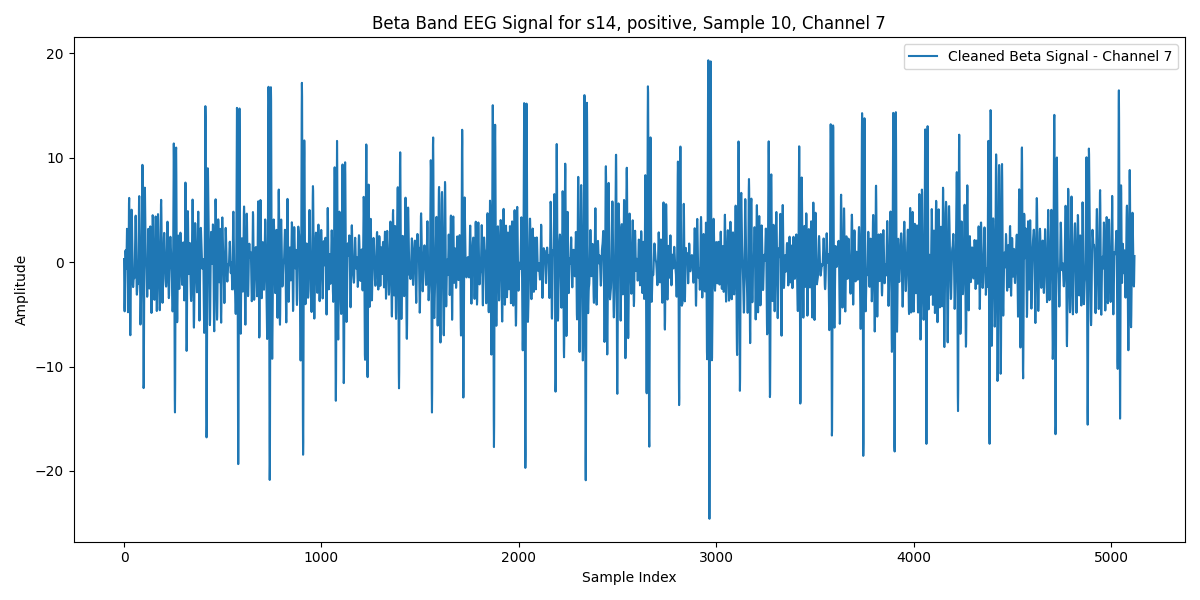 Beta Band EEG Signal for s14, positive, Sample 10, Channel 7
Cleaned Beta Signal - Channel 7
Amplitude
20
10
0
−10
−20
0 1000 2000 3000 4000 5000
Sample Index